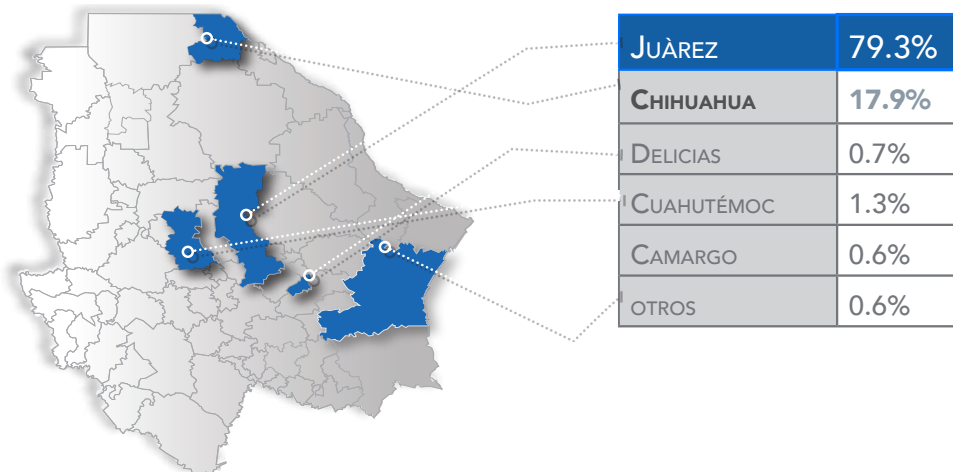 JUÀREZ 79.3%
CHIHUAHUA 17.9%
DELICIAS 0.7%
CUAHUTÉMOC 1.3%
CAMARGO 0.6%
OTROS 0.6%